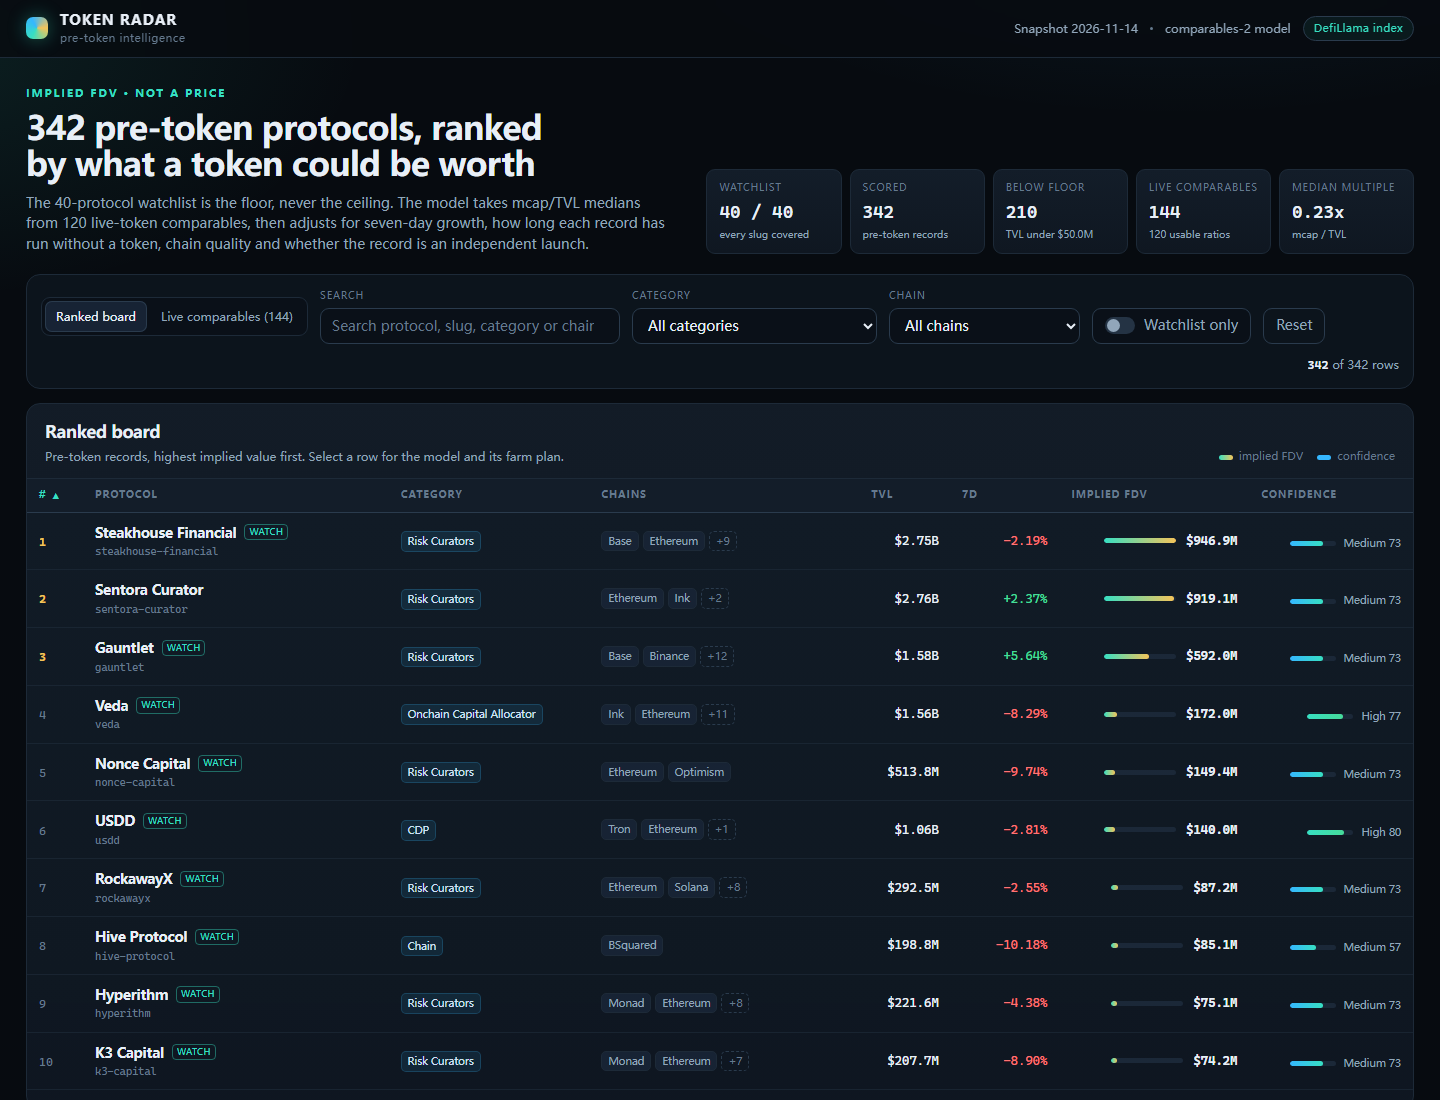 TOKEN RADAR
pre-token intelligence
Snapshot 2026-11-14 • comparables-2 model DefiLlama index
IMPLIED FDV • NOT A PRICE
342 pre-token protocols, ranked
by what a token could be worth
The 40-protocol watchlist is the floor, never the ceiling. The model takes mcap/TVL medians
from 120 live-token comparables, then adjusts for seven-day growth, how long each record has
run without a token, chain quality and whether the record is an independent launch.
WATCHLIST
40 / 40
every slug covered
SCORED
342
pre-token records
BELOW FLOOR
210
TVL under $50.0M
LIVE COMPARABLES
144
120 usable ratios
MEDIAN MULTIPLE
0.23x
mcap / TVL
Ranked board Live comparables (144)
SEARCH
Search protocol, slug, category or chair
CATEGORY
All categories
CHAIN
All chains
Watchlist only
Reset
342 of 342 rows
Ranked board
Pre-token records, highest implied value first. Select a row for the model and its farm plan.
implied FDV confidence
# ▲ PROTOCOL CATEGORY CHAINS TVL 7D IMPLIED FDV CONFIDENCE
1 Steakhouse Financial WATCH Risk Curators Base Ethereum +9 $2.75B −2.19% $946.9M Medium 73
steakhouse-financial
2 Sentora Curator Risk Curators Ethereum Ink +2 $2.76B +2.37% $919.1M Medium 73
sentora-curator
3 Gauntlet WATCH Risk Curators Base Binance +12 $1.58B +5.64% $592.0M Medium 73
gauntlet
4 Veda WATCH Onchain Capital Allocator Ink Ethereum +11 $1.56B −8.29% $172.0M High 77
veda
5 Nonce Capital WATCH Risk Curators Ethereum Optimism $513.8M −9.74% $149.4M Medium 73
nonce-capital
6 USDD WATCH CDP Tron Ethereum +1 $1.06B −2.81% $140.0M High 80
usdd
7 RockawayX WATCH Risk Curators Ethereum Solana +8 $292.5M −2.55% $87.2M Medium 73
rockawayx
8 Hive Protocol WATCH Chain BSquared $198.8M −10.18% $85.1M Medium 57
hive-protocol
9 Hyperithm WATCH Risk Curators Monad Ethereum +8 $221.6M −4.38% $75.1M Medium 73
hyperithm
10 K3 Capital WATCH Risk Curators Monad Ethereum +7 $207.7M −8.90% $74.2M Medium 73
k3-capital